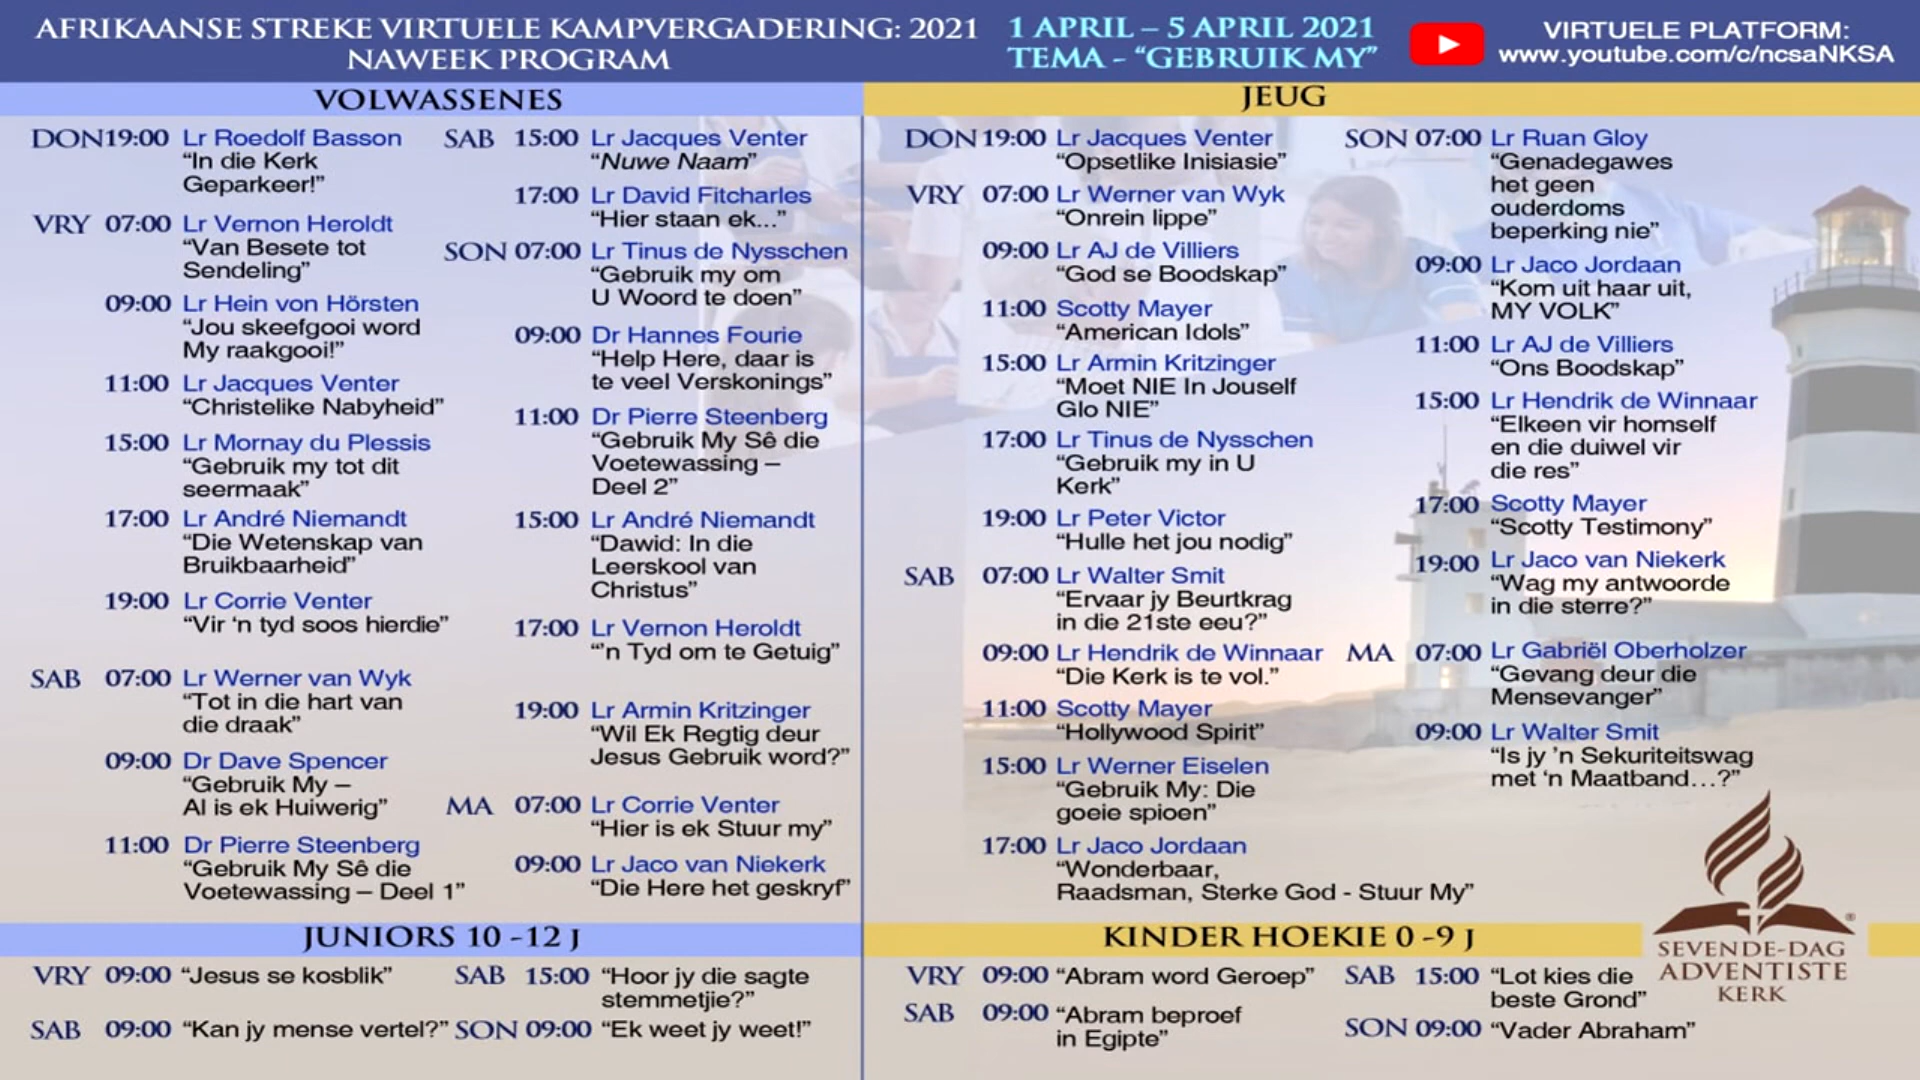 AFRIKAANSE STREKE VIRTUELE KAMPVERGADERING: 2021
NAWEEK PROGRAM
1 APRIL – 5 APRIL 2021
TEMA - “GEBRUIK MY”
VIRTUELE PLATFORM:
www.youtube.com/c/ncsaNKSA
VOLWASSENES
DON 19:00 Lr Roedolf Basson
“In die Kerk
Geparkeer!”
VRY 07:00 Lr Vernon Heroldt
“Van Besete tot
Sendeling”
09:00 Lr Hein von Hörsten
“Jou skeefgooi word
My raakgooi!”
11:00 Lr Jacques Venter
“Christelike Nabyheid”
15:00 Lr Mornay du Plessis
“Gebruik my tot dit
seermaak”
17:00 Lr André Niemandt
“Die Wetenskap van
Bruikbaarheid”
19:00 Lr Corrie Venter
“Vir ‘n tyd soos hierdie”
SAB 07:00 Lr Werner van Wyk
“Tot in die hart van
die draak”
09:00 Dr Dave Spencer
“Gebruik My –
Al is ek Huiwerig”
11:00 Dr Pierre Steenberg
“Gebruik My Sê die
Voetewassing – Deel 1”
SAB 15:00 Lr Jacques Venter
“Nuwe Naam”
17:00 Lr David Fitcharles
“Hier staan ek...”
SON 07:00 Lr Tinus de Nysschen
“Gebruik my om
U Woord te doen”
09:00 Dr Hannes Fourie
“Help Here, daar is
te veel Verskonings”
11:00 Dr Pierre Steenberg
“Gebruik My Sê die
Voetewassing –
Deel 2”
15:00 Lr André Niemandt
“Dawid: In die
Leerskool van
Christus”
17:00 Lr Vernon Heroldt
“’n Tyd om te Getuig”
19:00 Lr Armin Kritzinger
“Wil Ek Regtig deur
Jesus Gebruik word?”
MA 07:00 Lr Corrie Venter
“Hier is ek Stuur my”
09:00 Lr Jaco van Niekerk
“Die Here het geskryf”
JEUG
DON 19:00 Lr Jacques Venter
“Opsetlike Inisiasie”
VRY 07:00 Lr Werner van Wyk
“Onrein lippe”
09:00 Lr AJ de Villiers
“God se Boodskap”
11:00 Scotty Mayer
“American Idols”
15:00 Lr Armin Kritzinger
“Moet NIE In Jouself
Glo NIE”
17:00 Lr Tinus de Nysschen
“Gebruik my in U
Kerk”
19:00 Lr Peter Victor
“Hulle het jou nodig”
SAB 07:00 Lr Walter Smit
“Ervaar jy Beurtkrag
in die 21ste eeu?”
09:00 Lr Hendrik de Winnaar
“Die Kerk is te vol.”
11:00 Scotty Mayer
“Hollywood Spirit”
15:00 Lr Werner Eiselen
“Gebruik My: Die
goeie spioen”
17:00 Lr Jaco Jordaan
“Wonderbaar,
Raadsman, Sterke God - Stuur My”
SON 07:00 Lr Ruan Gloy
“Genadegawes
het geen
ouderdoms
beperking nie”
09:00 Lr Jaco Jordaan
“Kom uit haar uit,
MY VOLK”
11:00 Lr AJ de Villiers
“Ons Boodskap”
15:00 Lr Hendrik de Winnaar
“Elkeen vir homself
en die duiwel vir
die res”
17:00 Scotty Mayer
“Scotty Testimony”
19:00 Lr Jaco van Niekerk
“Wag my antwoorde
in die sterre?”
MA 07:00 Lr Gabriël Oberholzer
“Gevang deur die
Mensevanger”
09:00 Lr Walter Smit
“Is jy ’n Sekuriteitswag
met ‘n Maatband...?”
JUNIORS 10 -12 J
VRY 09:00 “Jesus se kosblik”
SAB 09:00 “Kan jy mense vertel?”
SAB 15:00 “Hoor jy die sagte
stemmetjie?”
SON 09:00 “Ek weet jy weet!”
KINDER HOEKIE 0 -9 J
VRY 09:00 “Abram word Geroep”
SAB 09:00 “Abram beproef
in Egipte”
SAB 15:00 “Lot kies die
beste Grond”
SON 09:00 “Vader Abraham”
®
SEVENDE-DAG
ADVENTISTE
KERK